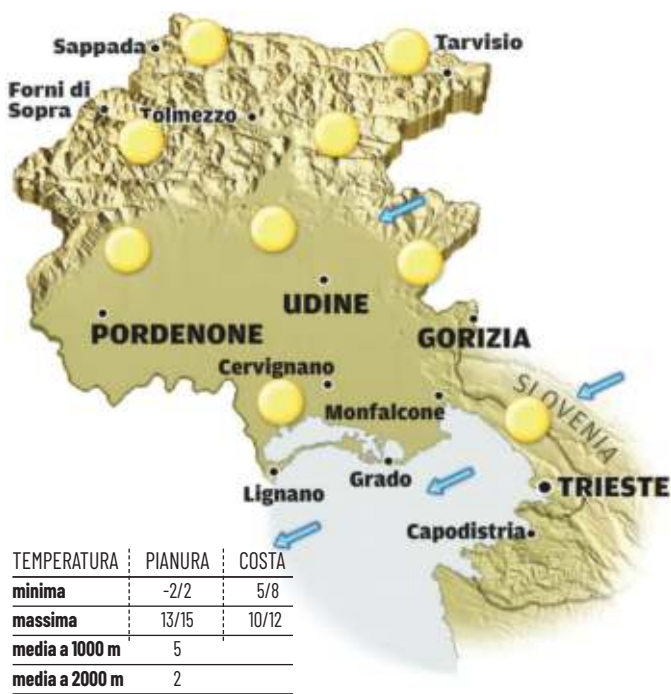 Sappada
Tarvisio
Forni di
Sopra
Tolmezzo
UDINE
PORDENONE
GORIZIA
Cervignano
SLOVENIA
Monfalcone
Lignano
Grado
TRIESTE
Capodistria
TEMPERATURA PIANURA COSTA
minima -2/2 5/8
massima 13/15 10/12
media a 1000 m 5
media a 2000 m 2